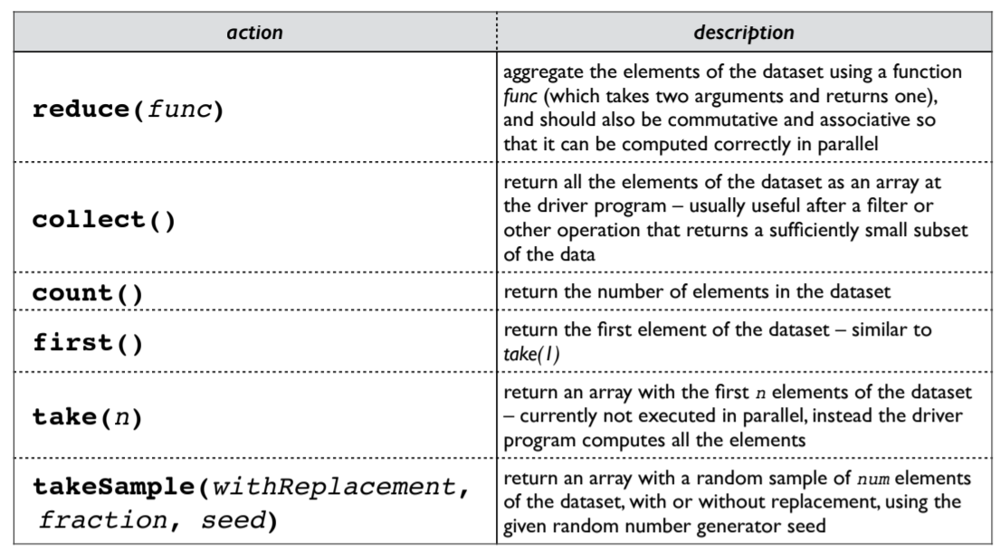 action description
reduce(func)
aggregate the elements of the dataset using a function
func (which takes two arguments and returns one),
and should also be commutative and associative so
that it can be computed correctly in parallel
collect()
return all the elements of the dataset as an array at
the driver program – usually useful after a filter or
other operation that returns a sufficiently small subset
of the data
count()
return the number of elements in the dataset
first()
return the first element of the dataset – similar to
take(1)
take(n)
return an array with the first n elements of the dataset
– currently not executed in parallel, instead the driver
program computes all the elements
takeSample(withReplacement,
fraction, seed)
return an array with a random sample of num elements
of the dataset, with or without replacement, using the
given random number generator seed